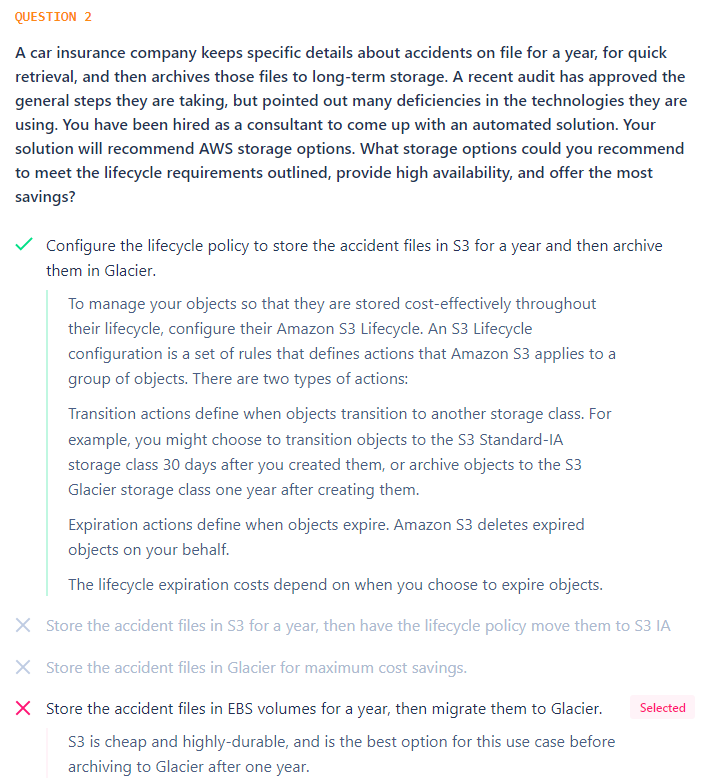 QUESTION 2
A car insurance company keeps specific details about accidents on file for a year, for quick
retrieval, and then archives those files to long-term storage. A recent audit has approved the
general steps they are taking, but pointed out many deficiencies in the technologies they are
using. You have been hired as a consultant to come up with an automated solution. Your
solution will recommend AWS storage options. What storage options could you recommend
to meet the lifecycle requirements outlined, provide high availability, and offer the most
savings?
Configure the lifecycle policy to store the accident files in S3 for a year and then archive
them in Glacier.
To manage your objects so that they are stored cost-effectively throughout
their lifecycle, configure their Amazon S3 Lifecycle. An S3 Lifecycle
configuration is a set of rules that defines actions that Amazon S3 applies to a
group of objects. There are two types of actions:
Transition actions define when objects transition to another storage class. For
example, you might choose to transition objects to the S3 Standard-IA
storage class 30 days after you created them, or archive objects to the S3
Glacier storage class one year after creating them.
Expiration actions define when objects expire. Amazon S3 deletes expired
objects on your behalf.
The lifecycle expiration costs depend on when you choose to expire objects.
Store the accident files in S3 for a year, then have the lifecycle policy move them to S3 IA
Store the accident files in Glacier for maximum cost savings.
Store the accident files in EBS volumes for a year, then migrate them to Glacier.
Selected
S3 is cheap and highly-durable, and is the best option for this use case before
archiving to Glacier after one year.